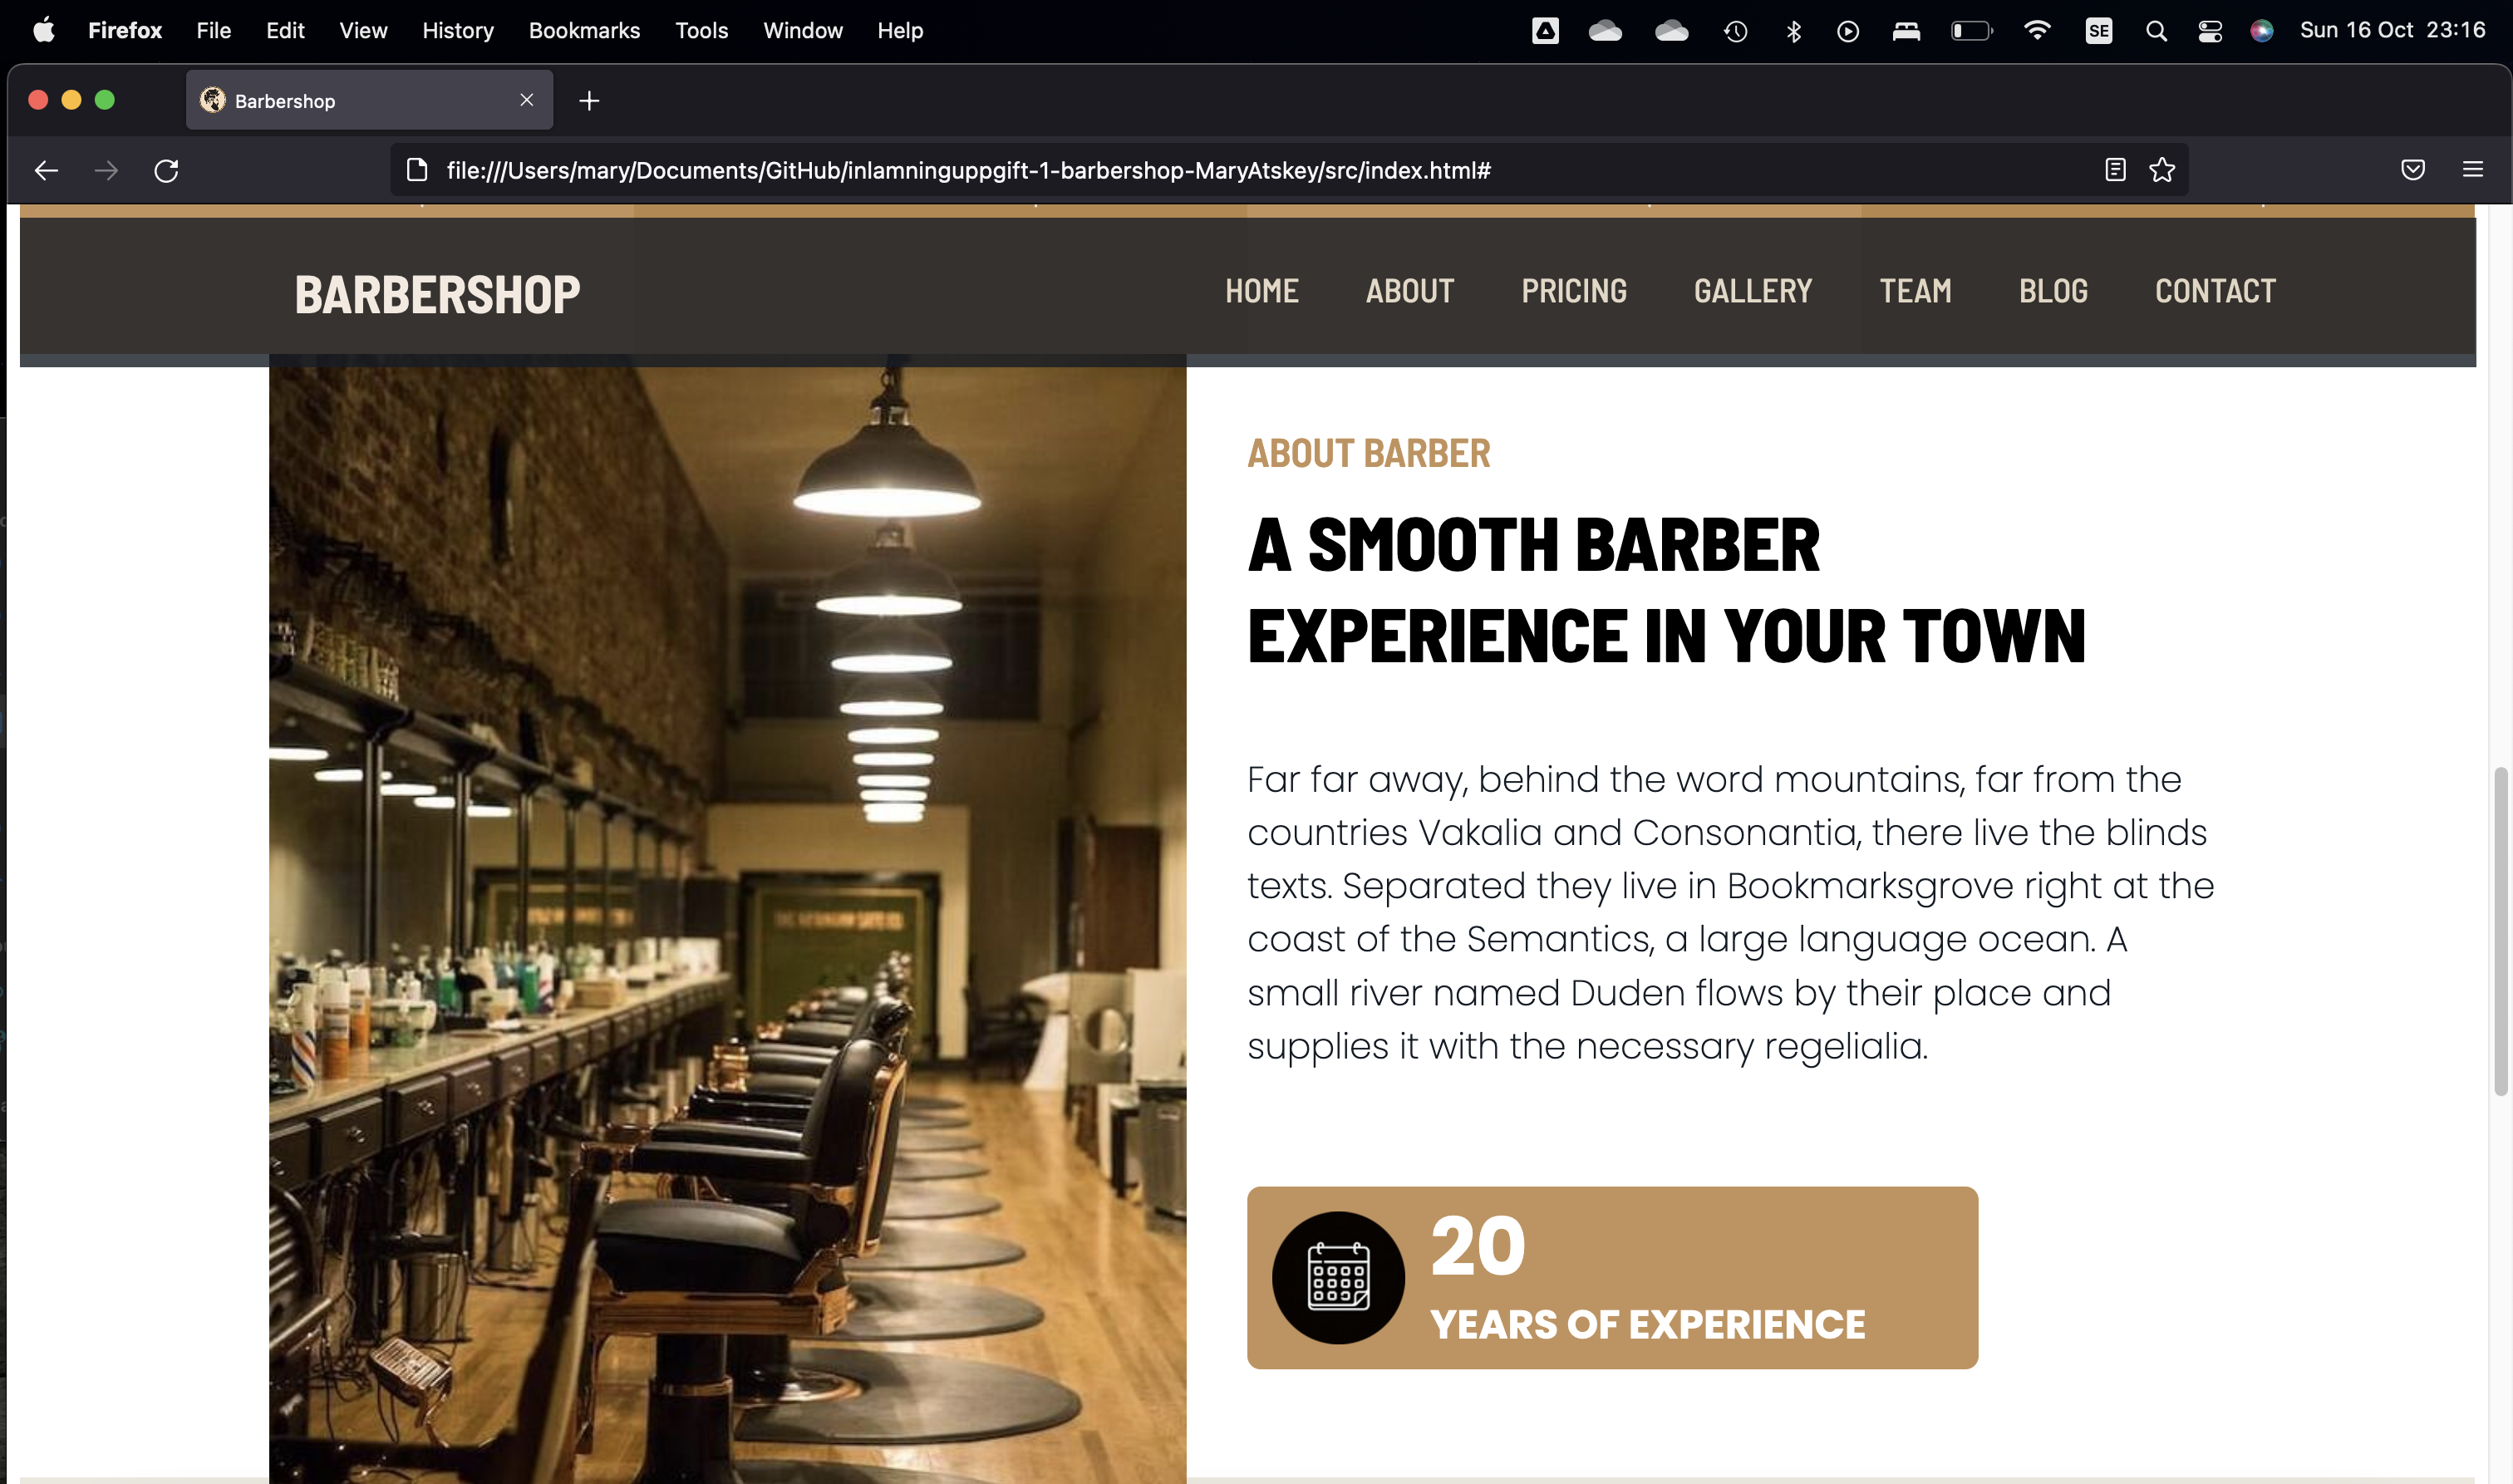 Firefox File Edit View History Bookmarks Tools Window Help SE Sun 16 Oct 23:16
Barbershop
file:///Users/mary/Documents/GitHub/inlamninguppgift-1-barbershop-MaryAtskey/src/index.html#
BARBERSHOP HOME ABOUT PRICING GALLERY TEAM BLOG CONTACT
ABOUT BARBER
A SMOOTH BARBER
EXPERIENCE IN YOUR TOWN
Far far away, behind the word mountains, far from the
countries Vakalia and Consonantia, there live the blinds
texts. Separated they live in Bookmarksgrove right at the
coast of the Semantics, a large language ocean. A
small river named Duden flows by their place and
supplies it with the necessary regelialia.
20
YEARS OF EXPERIENCE